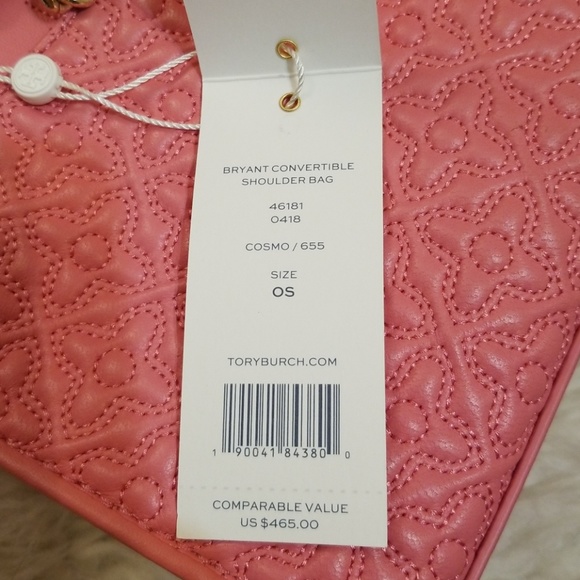 BRYANT CONVERTIBLE
SHOULDER BAG
46181
0418
COSMO / 655
SIZE
OS
TORYBURCH.COM
1 90041 84380 0
COMPARABLE VALUE
US $465.00